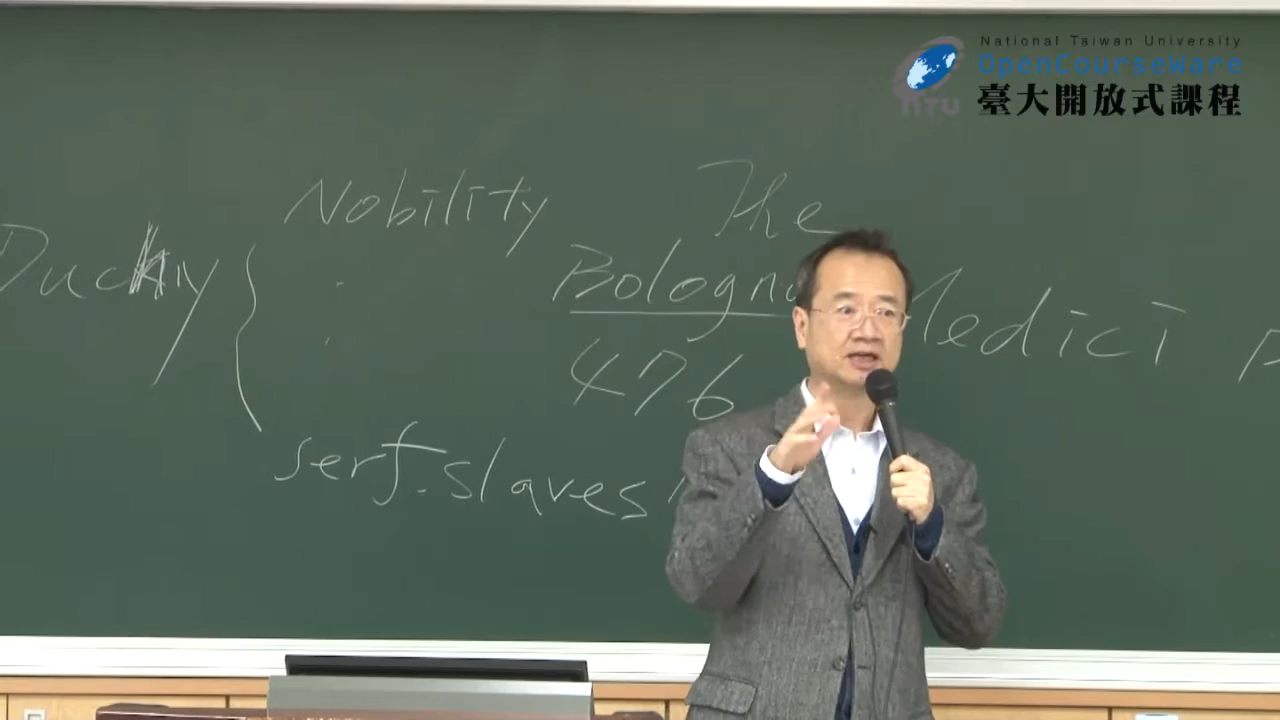 National Taiwan University
OpenCourseWare
臺大開放式課程
NTU
Nobility The
Duchy {
Bologna Medici
476
serf. slaves